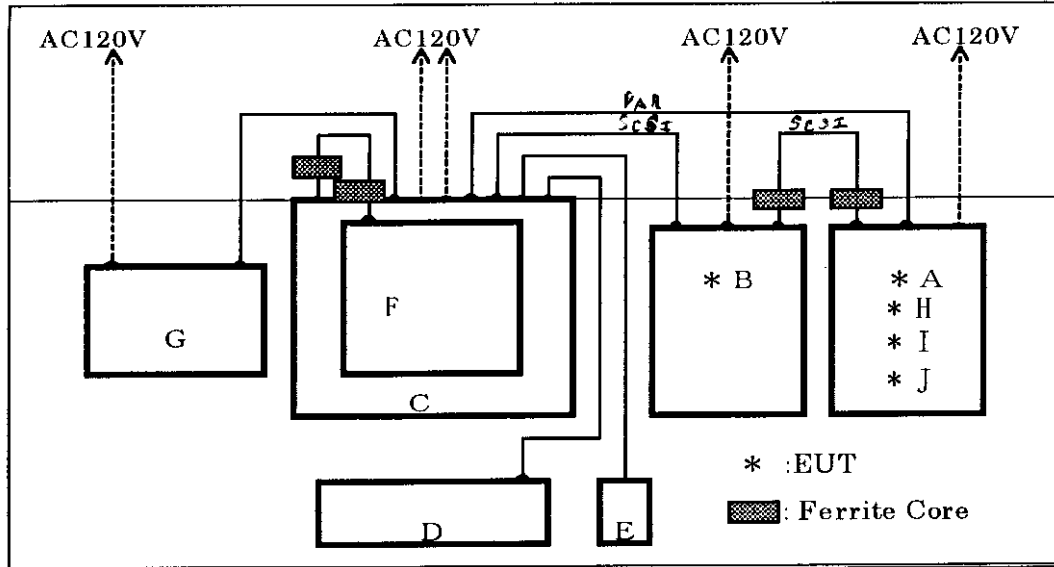 AC120V AC120V AC120V AC120V
PAR
SCSI SCSI
* B * A
* H
F * I
G * J
C
* :EUT
D E : Ferrite Core